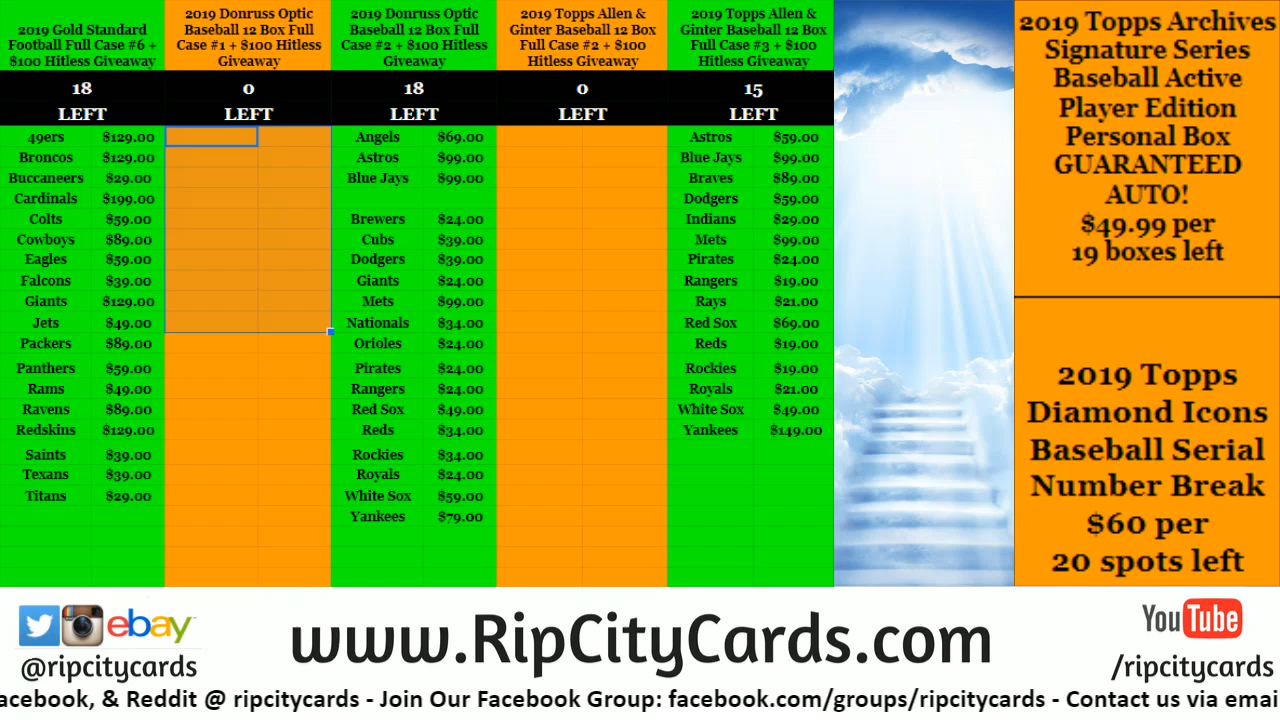 2019 Gold Standard
Football Full Case #6 +
$100 Hitless Giveaway
18
LEFT
49ers $129.00
Broncos $129.00
Buccaneers $29.00
Cardinals $199.00
Colts $59.00
Cowboys $89.00
Eagles $59.00
Falcons $39.00
Giants $129.00
Jets $49.00
Packers $89.00
Panthers $59.00
Rams $49.00
Ravens $89.00
Redskins $129.00
Saints $39.00
Texans $39.00
Titans $29.00
2019 Donruss Optic
Baseball 12 Box Full
Case #1 + $100 Hitless
Giveaway
0
LEFT
2019 Donruss Optic
Baseball 12 Box Full
Case #2 + $100 Hitless
Giveaway
18
LEFT
Angels $69.00
Astros $99.00
Blue Jays $99.00
Brewers $24.00
Cubs $39.00
Dodgers $39.00
Giants $24.00
Mets $99.00
Nationals $34.00
Orioles $24.00
Pirates $24.00
Rangers $24.00
Red Sox $49.00
Reds $34.00
Rockies $34.00
Royals $24.00
White Sox $59.00
Yankees $79.00
2019 Topps Allen &
Ginter Baseball 12 Box
Full Case #2 + $100
Hitless Giveaway
0
LEFT
2019 Topps Allen &
Ginter Baseball 12 Box
Full Case #3 + $100
Hitless Giveaway
15
LEFT
Astros $59.00
Blue Jays $99.00
Braves $89.00
Dodgers $59.00
Indians $29.00
Mets $99.00
Pirates $24.00
Rangers $19.00
Rays $21.00
Red Sox $69.00
Reds $19.00
Rockies $19.00
Royals $21.00
White Sox $49.00
Yankees $149.00
2019 Topps Archives
Signature Series
Baseball Active
Player Edition
Personal Box
GUARANTEED
AUTO!
$49.99 per
19 boxes left
2019 Topps
Diamond Icons
Baseball Serial
Number Break
$60 per
20 spots left
ebay
@ripcitycards
www.RipCityCards.com
YouTube
/ripcitycards
acebook, & Reddit @ ripcitycards - Join Our Facebook Group: facebook.com/groups/ripcitycards - Contact us via emai